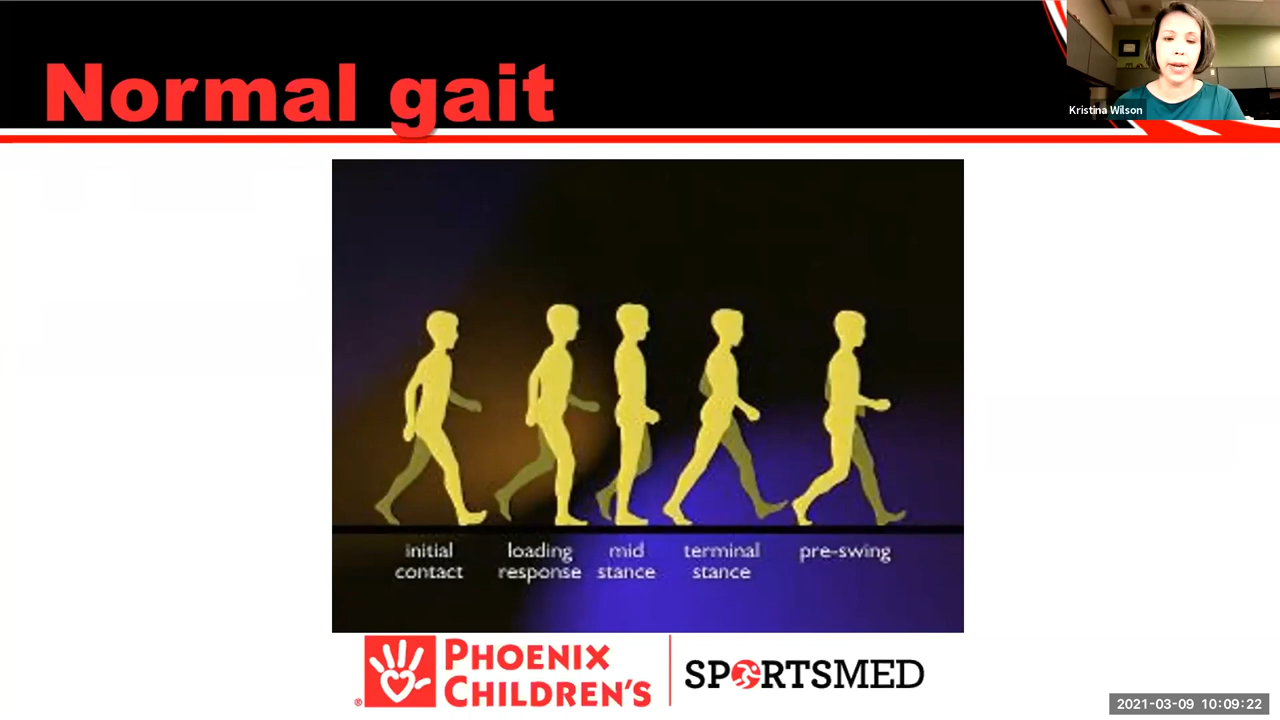 Normal gait
Kristina Wilson
initial contact
loading response
mid stance
terminal stance
pre-swing
® PHOENIX CHILDREN'S
SPORTSMED
2021-03-09 10:09:22